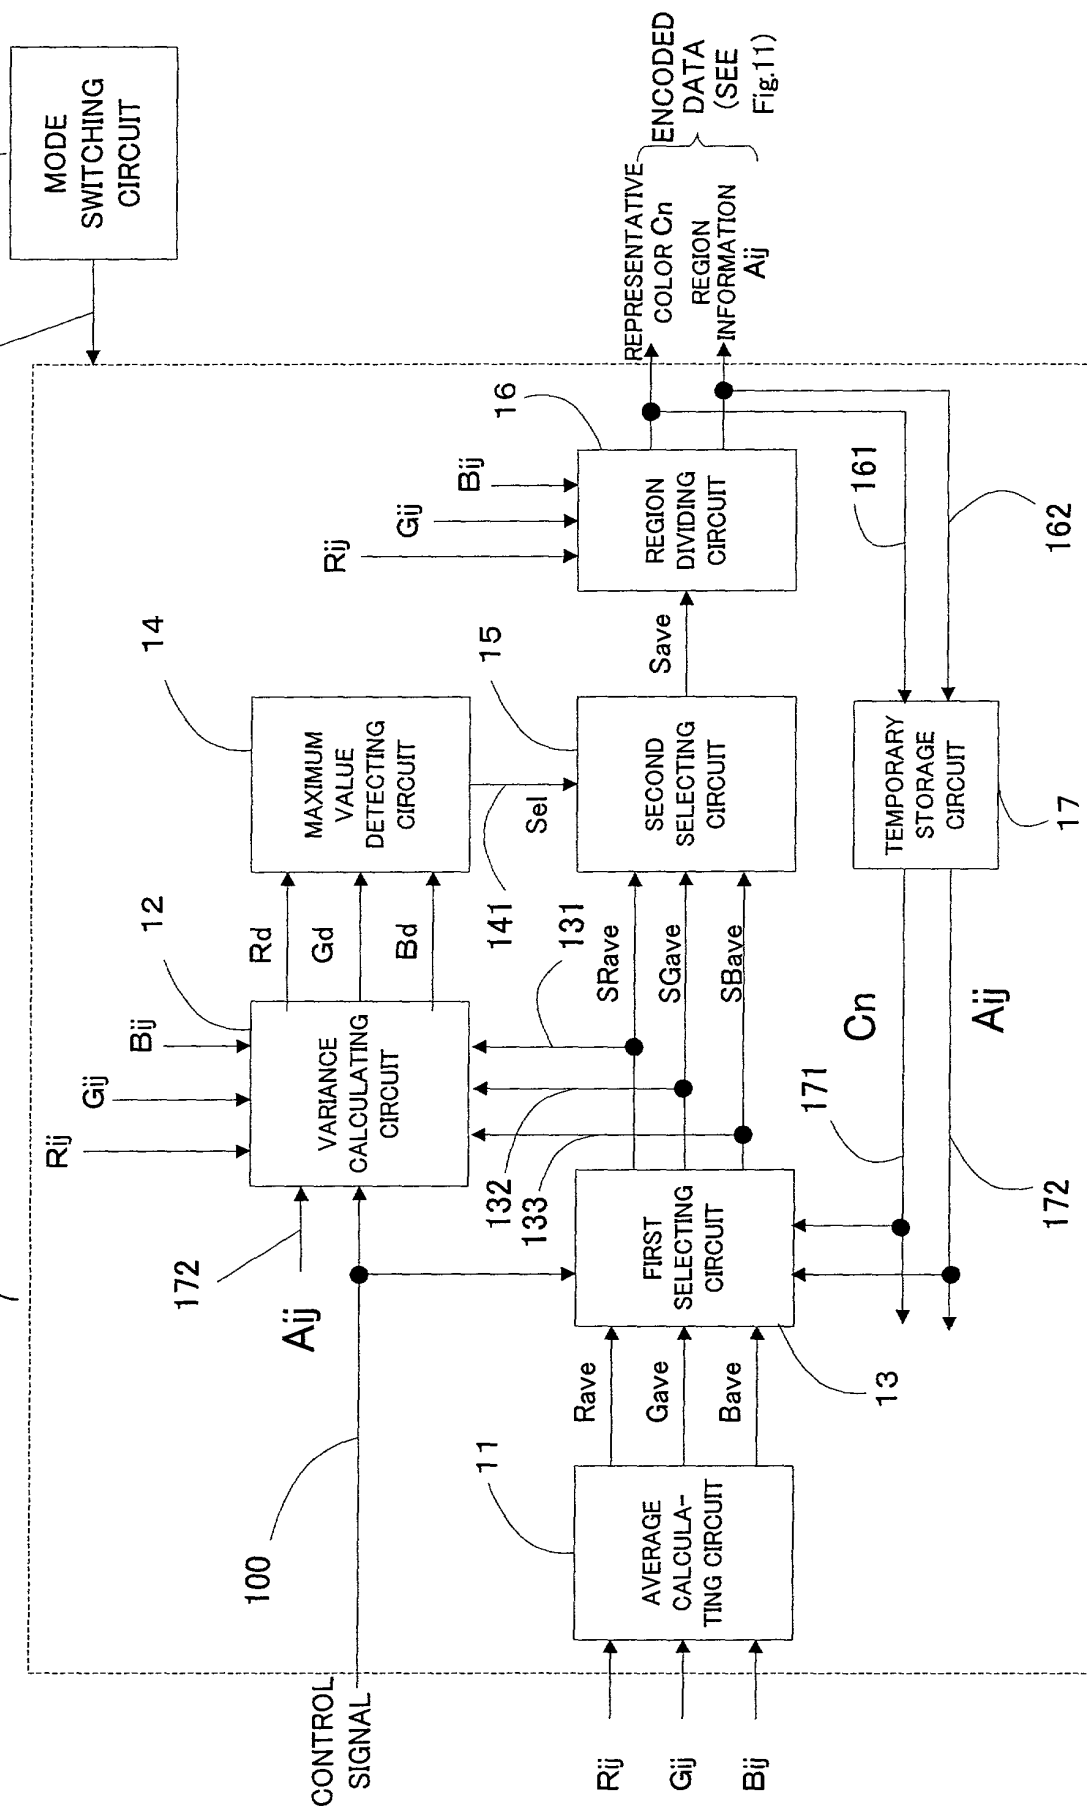 MODE
SWITCHING
CIRCUIT
CONTROL
SIGNAL
100
172
Aij
Rij
Gij
Bij
12
VARIANCE
CALCULATING
CIRCUIT
Rd
Gd
Bd
14
MAXIMUM
VALUE
DETECTING
CIRCUIT
141
Sel
Rij
Gij
Bij
11
AVERAGE
CALCULA-
TING CIRCUIT
Rave
Gave
Bave
13
FIRST
SELECTING
CIRCUIT
132
133
131
SRave
SGave
SBave
15
SECOND
SELECTING
CIRCUIT
Save
Rij
Gij
Bij
16
REGION
DIVIDING
CIRCUIT
REPRESENTATIVE
COLOR Cn
REGION
INFORMATION
Aij
ENCODED
DATA
(SEE
Fig.11)
161
162
TEMPORARY
STORAGE
CIRCUIT
17
Cn
Aij
171
172